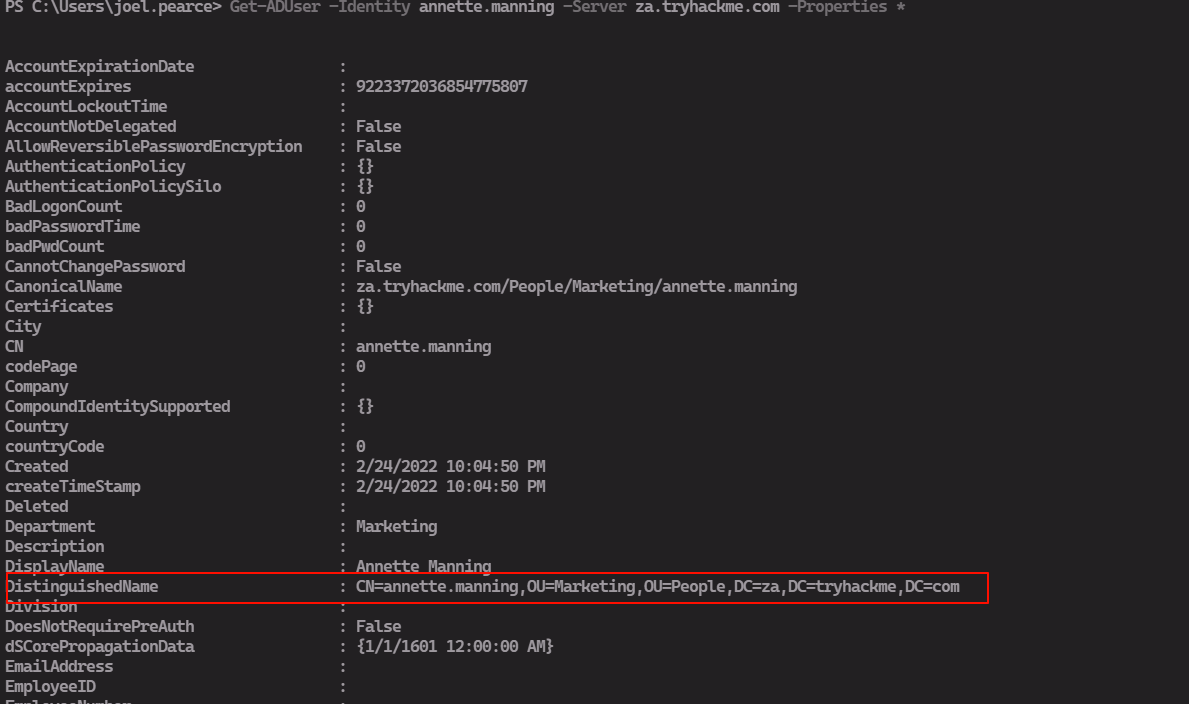 PS C:\Users\joel.pearce> Get-ADUser -Identity annette.manning -Server za.tryhackme.com -Properties *
AccountExpirationDate :
accountExpires : 9223372036854775807
AccountLockoutTime :
AccountNotDelegated : False
AllowReversiblePasswordEncryption : False
AuthenticationPolicy : {}
AuthenticationPolicySilo : {}
BadLogonCount : 0
badPasswordTime : 0
badPwdCount : 0
CannotChangePassword : False
CanonicalName : za.tryhackme.com/People/Marketing/annette.manning
Certificates : {}
City :
CN : annette.manning
codePage : 0
Company :
CompoundIdentitySupported : {}
Country :
countryCode : 0
Created : 2/24/2022 10:04:50 PM
createTimeStamp : 2/24/2022 10:04:50 PM
Deleted :
Department : Marketing
Description :
DisplayName : Annette Manning
DistinguishedName : CN=annette.manning,OU=Marketing,OU=People,DC=za,DC=tryhackme,DC=com
Division :
DoesNotRequirePreAuth : False
dSCorePropagationData : {1/1/1601 12:00:00 AM}
EmailAddress :
EmployeeID :